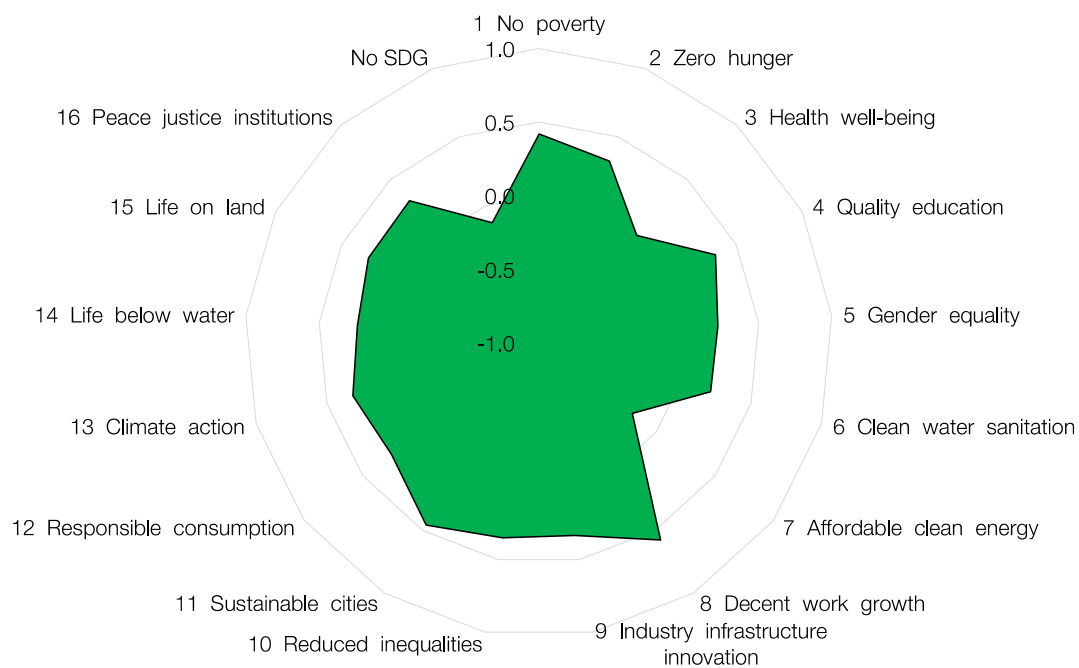 1 No poverty
1.0
No SDG
2 Zero hunger
16 Peace justice institutions
0.5
3 Health well-being
0.0
15 Life on land
4 Quality education
-0.5
14 Life below water
5 Gender equality
-1.0
13 Climate action
6 Clean water sanitation
12 Responsible consumption
7 Affordable clean energy
11 Sustainable cities
8 Decent work growth
10 Reduced inequalities
9 Industry infrastructure
innovation